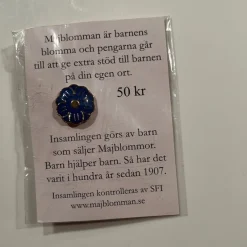 Majblomman är barnens
blomma och pengarna går
till att ge extra stöd till barnen
på din egen ort.
50 kr
Insamlingen görs av barn
som säljer Majblommor.
Barn hjälper barn. Så har det
varit i hundra år sedan 1907.
Insamlingen kontrolleras av SFI
www.majblomman.se